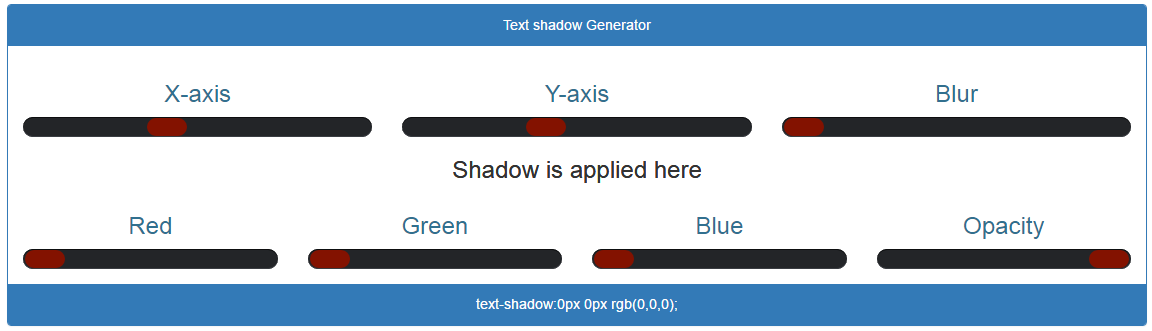 Text shadow Generator
X-axis Y-axis Blur
Shadow is applied here
Red Green Blue Opacity
text-shadow:0px 0px rgb(0,0,0);